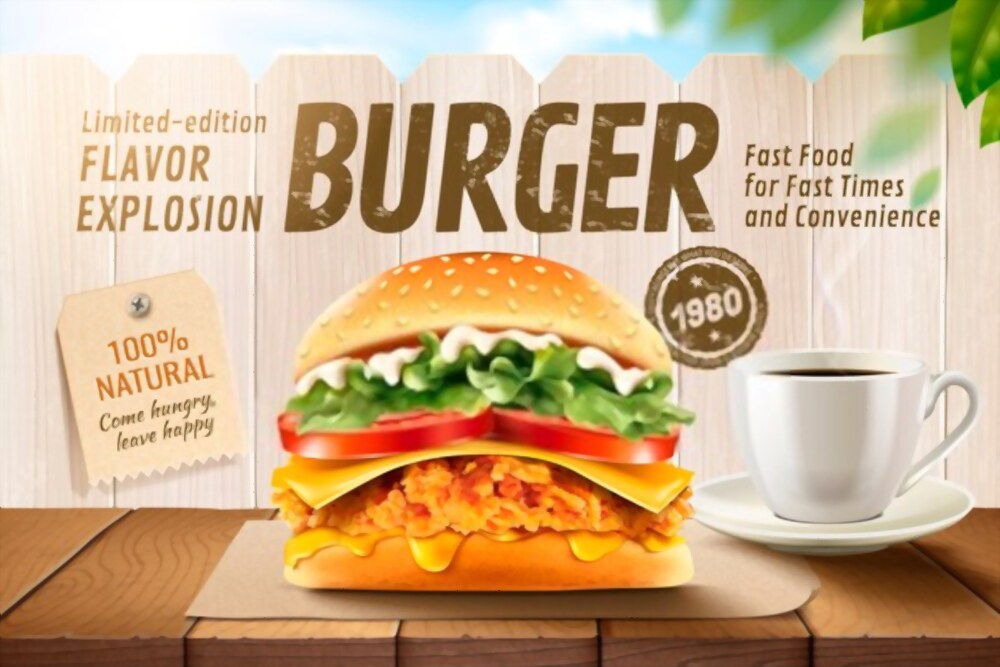 Limited-edition
FLAVOR
EXPLOSION
BURGER
Fast Food
for Fast Times
and Convenience
1980
100%
NATURAL
Come hungry,
leave happy